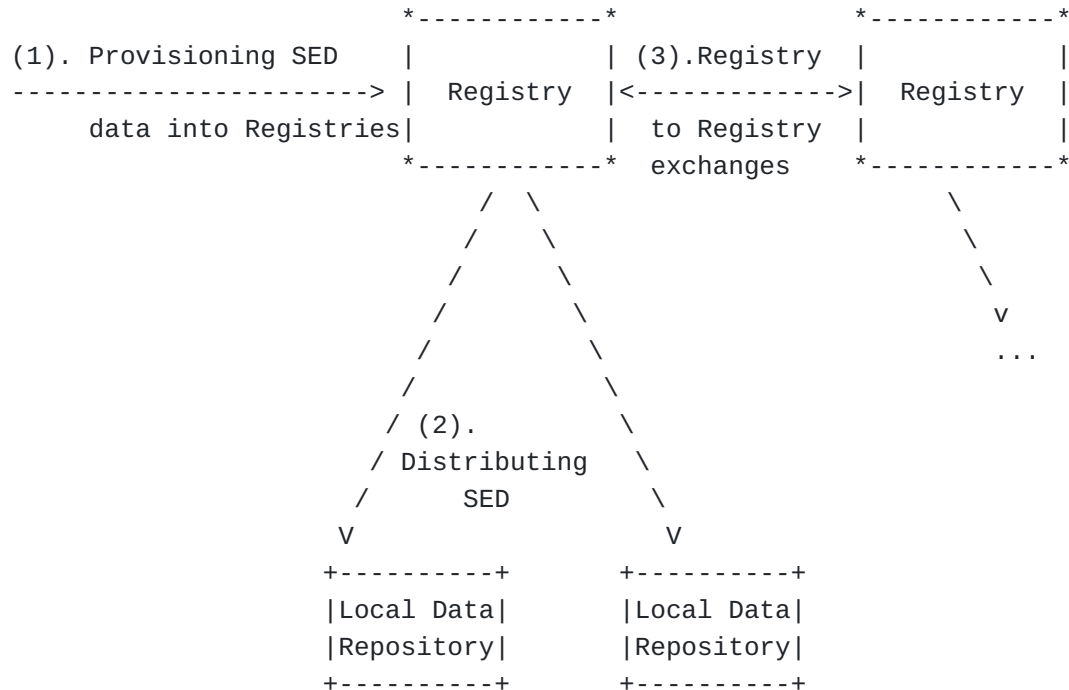 *------------*               *------------*
(1). Provisioning SED    |            | (3).Registry  |            |
-----------------------> |  Registry  |<------------->|  Registry  |
     data into Registries|            |  to Registry  |            |
*------------*  exchanges    *------------*
/  \                           \
/    \                           \
/      \                           \
/        \                           v
/          \                         ...
/            \
/ (2).         \
/ Distributing   \
/      SED         \
V                    V
+----------+       +----------+
|Local Data|       |Local Data|
|Repository|       |Repository|
+----------+       +----------+